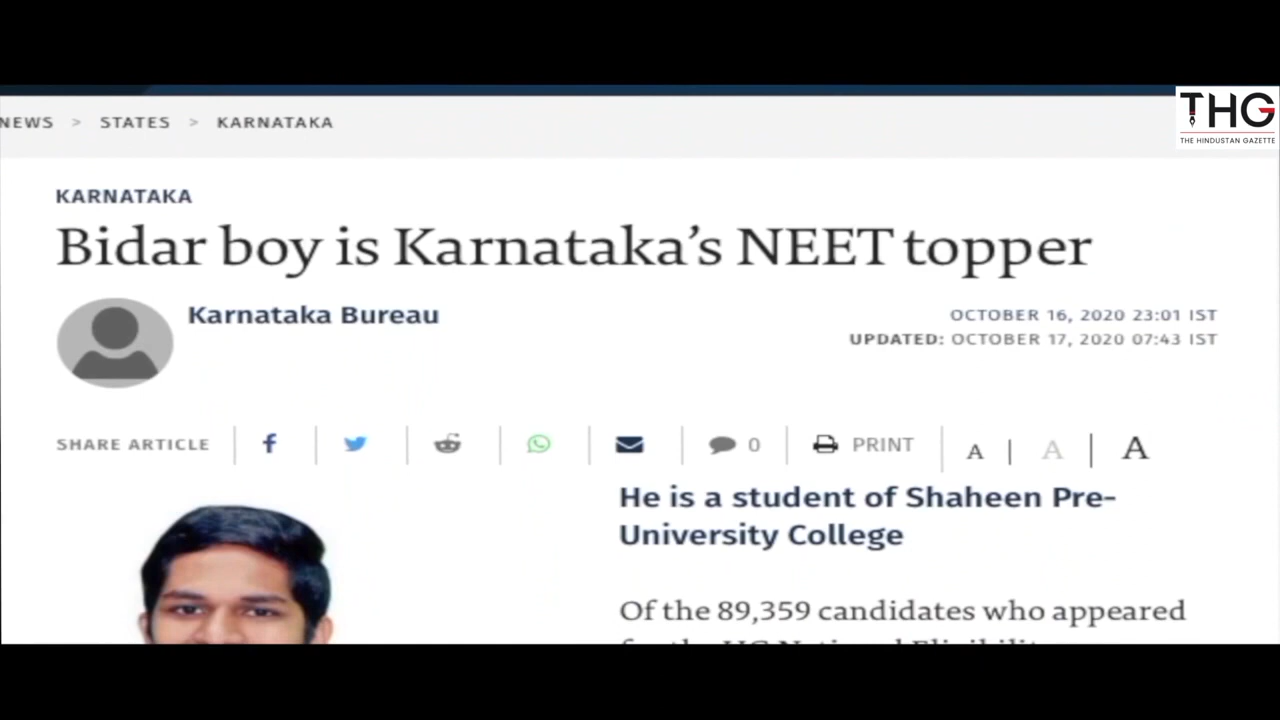 THG
THE HINDUSTAN GAZETTE
NEWS > STATES > KARNATAKA
KARNATAKA
Bidar boy is Karnataka’s NEET topper
Karnataka Bureau
OCTOBER 16, 2020 23:01 IST
UPDATED: OCTOBER 17, 2020 07:43 IST
SHARE ARTICLE
0
PRINT
A | A | A
He is a student of Shaheen Pre-
University College
Of the 89,359 candidates who appeared